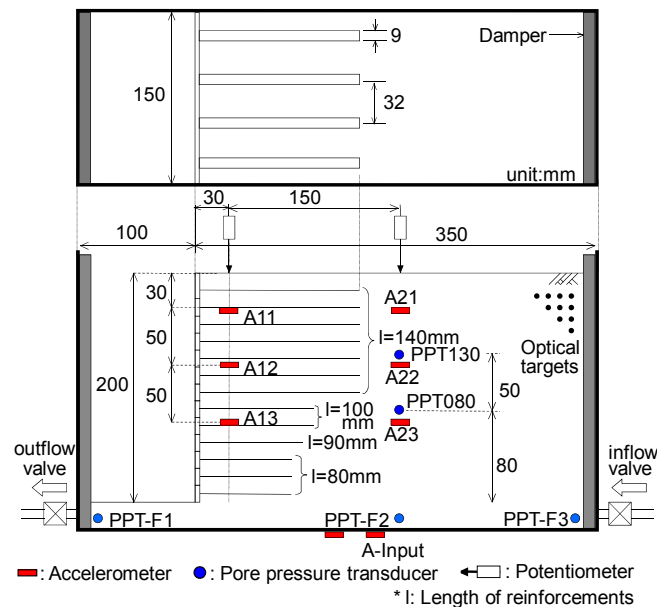 9
Damper
150
32
unit:mm
30
150
100
350
30
A11
A21
l=140mm
PPT130
Optical
targets
50
A12
A22
200
50
50
PPT080
l=100
mm
A13
A23
l=90mm
80
l=80mm
outflow
valve
inflow
valve
PPT-F1
PPT-F2
PPT-F3
A-Input
: Accelerometer
: Pore pressure transducer
: Potentiometer
* l: Length of reinforcements